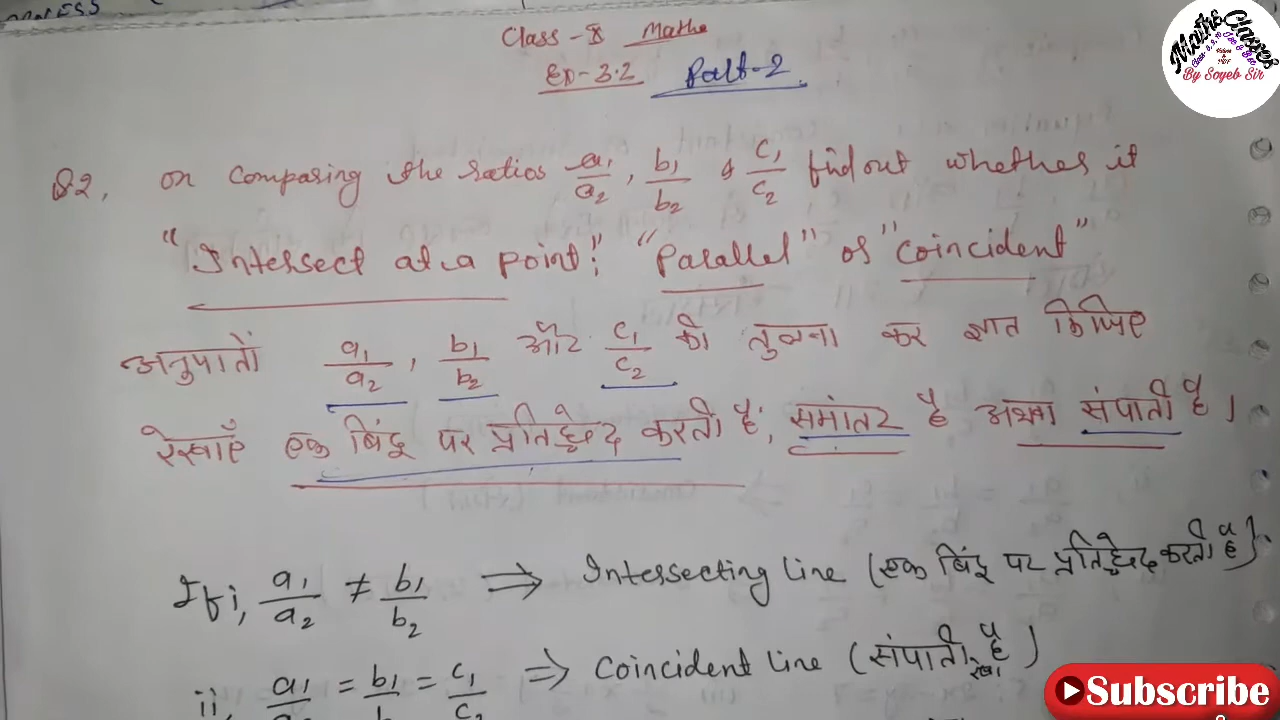 Class-X Maths
Ex-3.2 Part-2
Q2, On comparing the ratios a₁/a₂, b₁/b₂ & c₁/c₂ find out whether it
"Intersect at a point", "Parallel" or "Coincident"
अनुपातों a₁/a₂, b₁/b₂ और c₁/c₂ की तुलना कर ज्ञात किजिए
रेखाएँ एक बिंदू पर प्रतिछेद करती है; समांतर है अथवा संपाती है।
If i, a₁/a₂ ≠ b₁/b₂ ⇒ Intersecting line (एक बिंदू पर प्रतिछेद करती है)
ii, a₁/a₂ = b₁/b₂ = c₁/c₂ ⇒ Coincident line (संपाती रेखा है)
Maths Classes
By Soyeb Sir
Subscribe